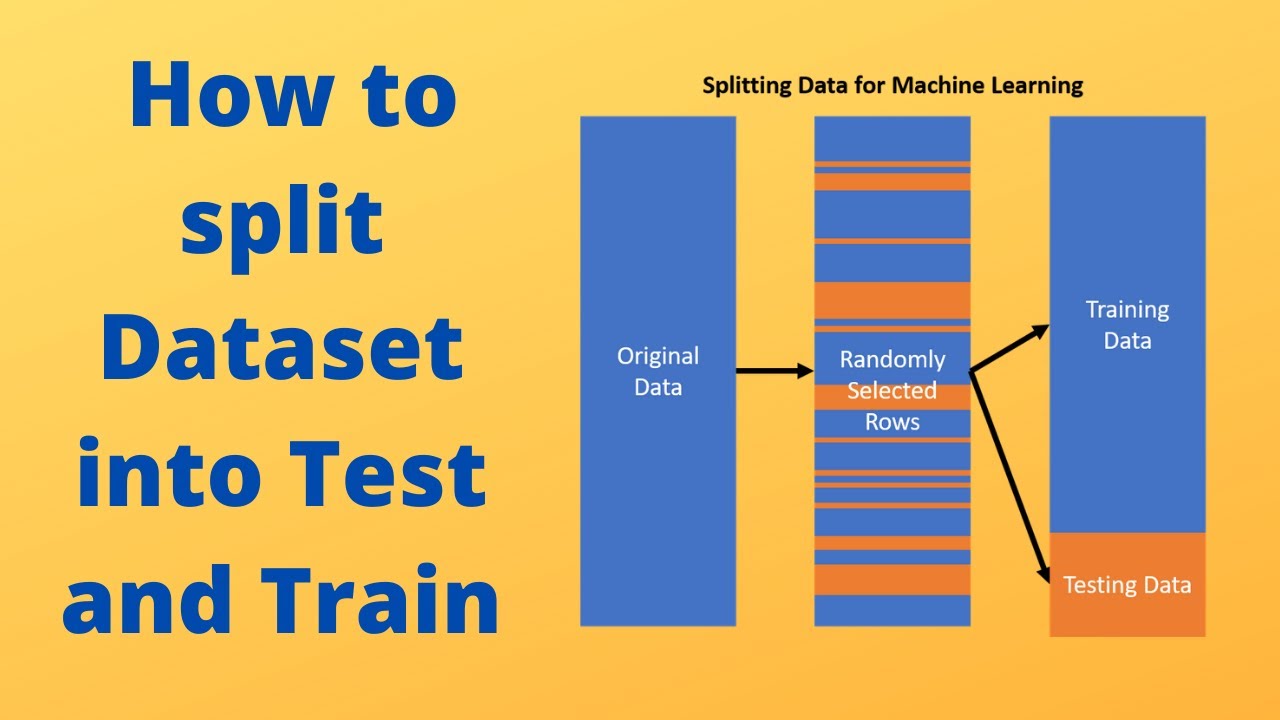 How to
split
Dataset
into Test
and Train
Splitting Data for Machine Learning
Original
Data
Randomly
Selected
Rows
Training
Data
Testing Data